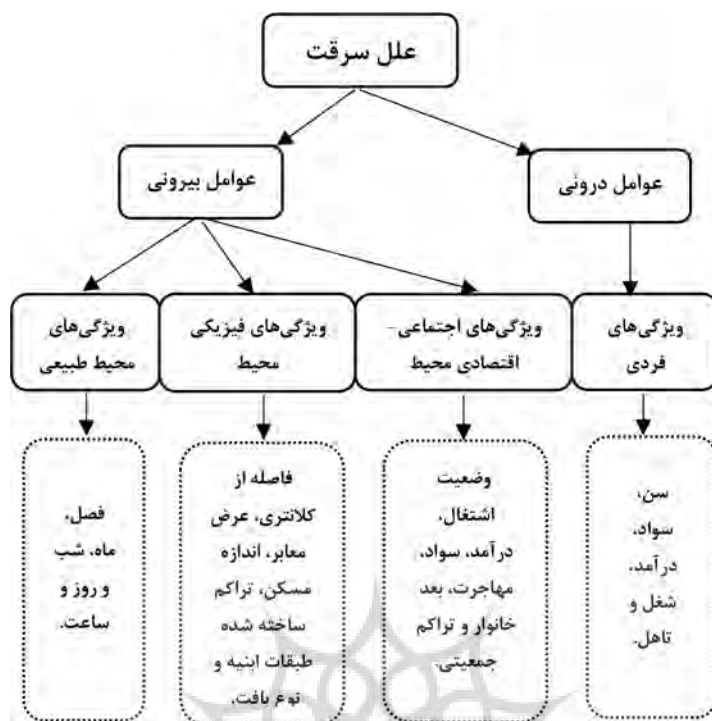 علل سرقت
عوامل درونی
عوامل بیرونی
ویژگی‌های
فردی
ویژگی‌های اجتماعی-
اقتصادی محیط
ویژگی‌های فیزیکی
محیط
ویژگی‌های
محیط طبیعی
سن،
سواد،
درآمد،
شغل و
تاهل.
وضعیت
اشتغال،
درآمد، سواد،
مهاجرت، بعد
خانوار و تراکم
جمعیتی.
فاصله از
کلانتری، عرض
معابر، اندازه
مسکن، تراکم
ساخته شده
طبقات ابنیه و
نوع بافت.
فصل،
ماه، شب
و روز و
ساعت.